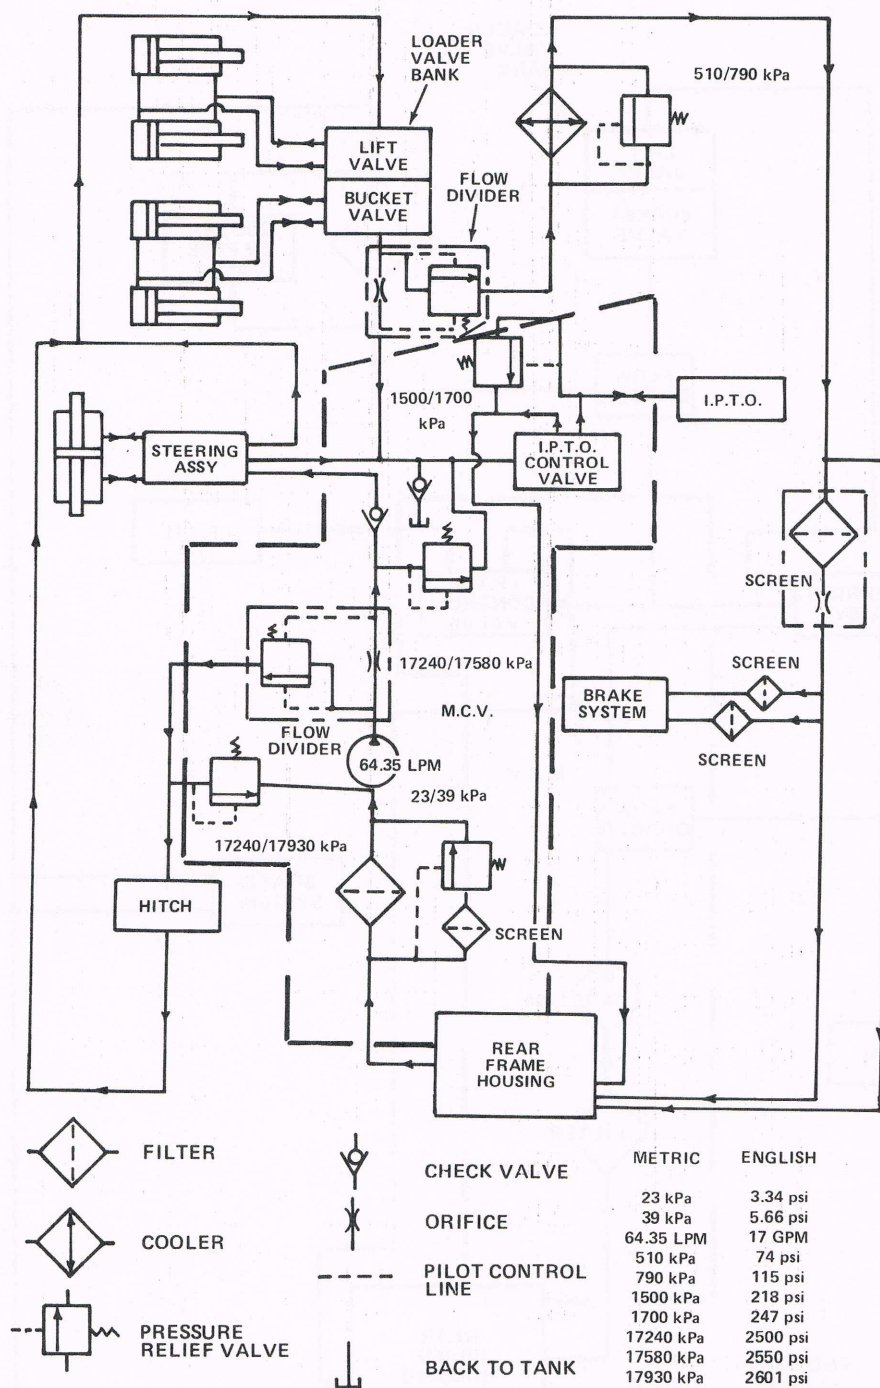 LOADER
VALVE
BANK
510/790 kPa
LIFT
VALVE
BUCKET
VALVE
FLOW
DIVIDER
1500/1700
kPa
I.P.T.O.
STEERING
ASSY
I.P.T.O.
CONTROL
VALVE
SCREEN
17240/17580 kPa
SCREEN
BRAKE
SYSTEM
M.C.V.
FLOW
DIVIDER
64.35 LPM
SCREEN
23/39 kPa
17240/17930 kPa
HITCH
SCREEN
REAR
FRAME
HOUSING
FILTER
COOLER
PRESSURE
RELIEF VALVE
CHECK VALVE
ORIFICE
PILOT CONTROL
LINE
BACK TO TANK
METRIC ENGLISH
23 kPa 3.34 psi
39 kPa 5.66 psi
64.35 LPM 17 GPM
510 kPa 74 psi
790 kPa 115 psi
1500 kPa 218 psi
1700 kPa 247 psi
17240 kPa 2500 psi
17580 kPa 2550 psi
17930 kPa 2601 psi